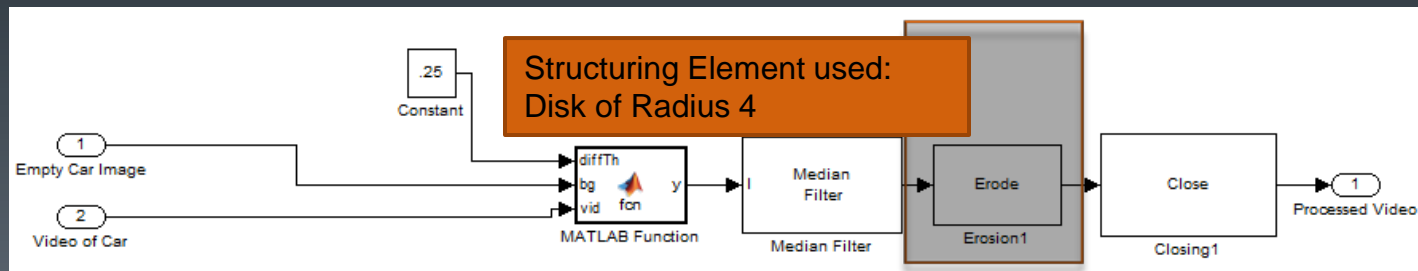 Structuring Element used:
Disk of Radius 4
.25
Constant
1
Empty Car Image
2
Video of Car
diffTh
bg
vid
fcn
y
MATLAB Function
I
Median
Filter
Median Filter
Erode
Erosion1
Close
Closing1
1
Processed Video